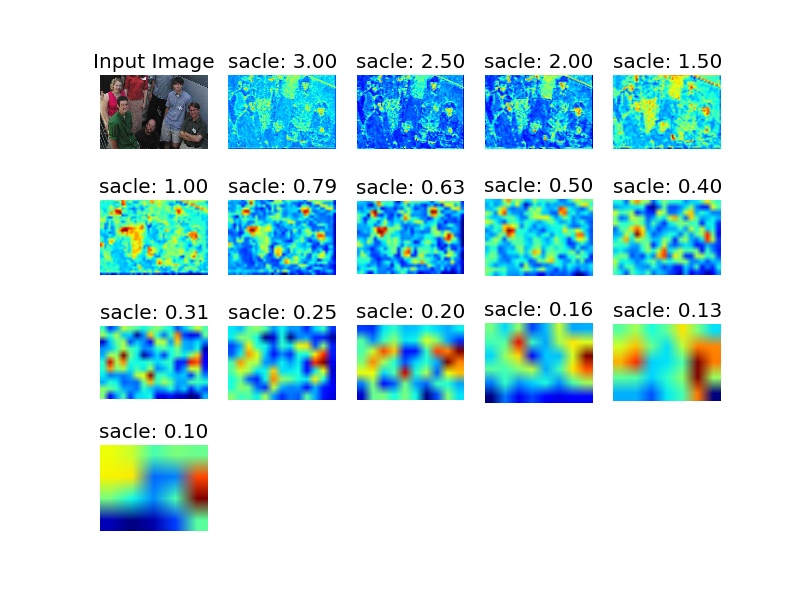 Input Image
sacle: 3.00
sacle: 2.50
sacle: 2.00
sacle: 1.50
sacle: 1.00
sacle: 0.79
sacle: 0.63
sacle: 0.50
sacle: 0.40
sacle: 0.31
sacle: 0.25
sacle: 0.20
sacle: 0.16
sacle: 0.13
sacle: 0.10